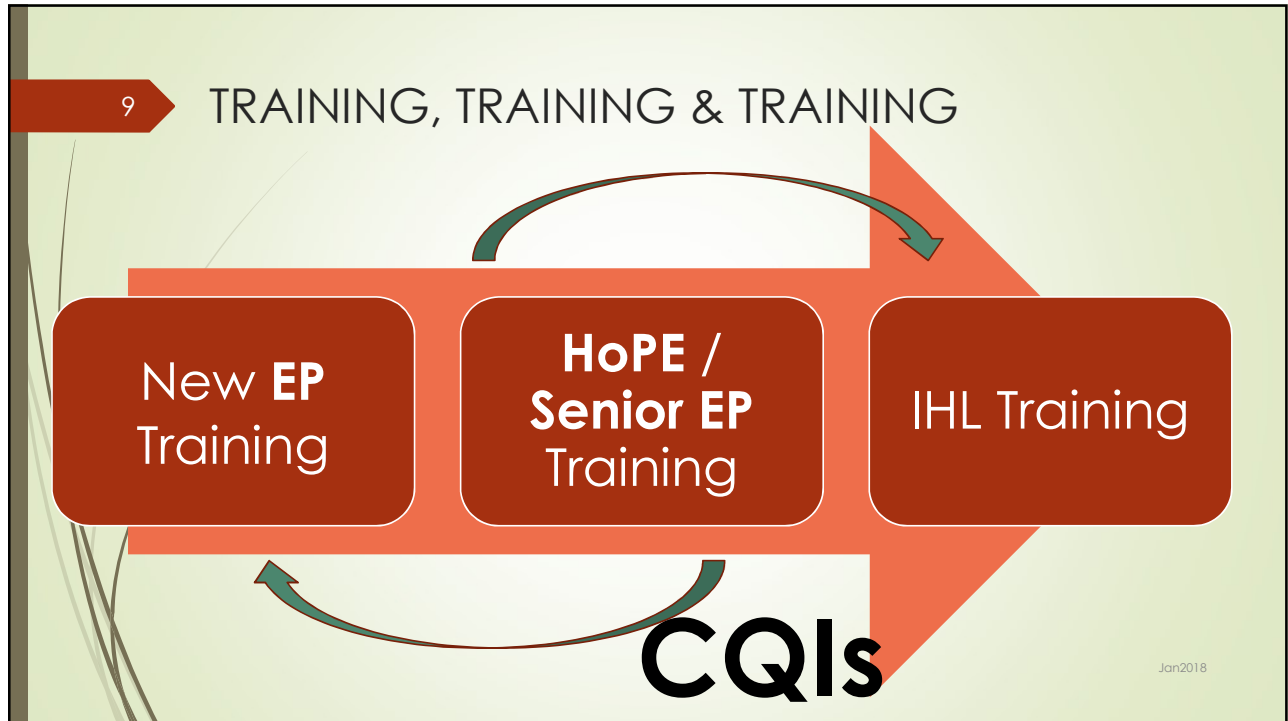 9
TRAINING, TRAINING & TRAINING
New EP
Training
HoPE /
Senior EP
Training
IHL Training
CQIs
Jan2018